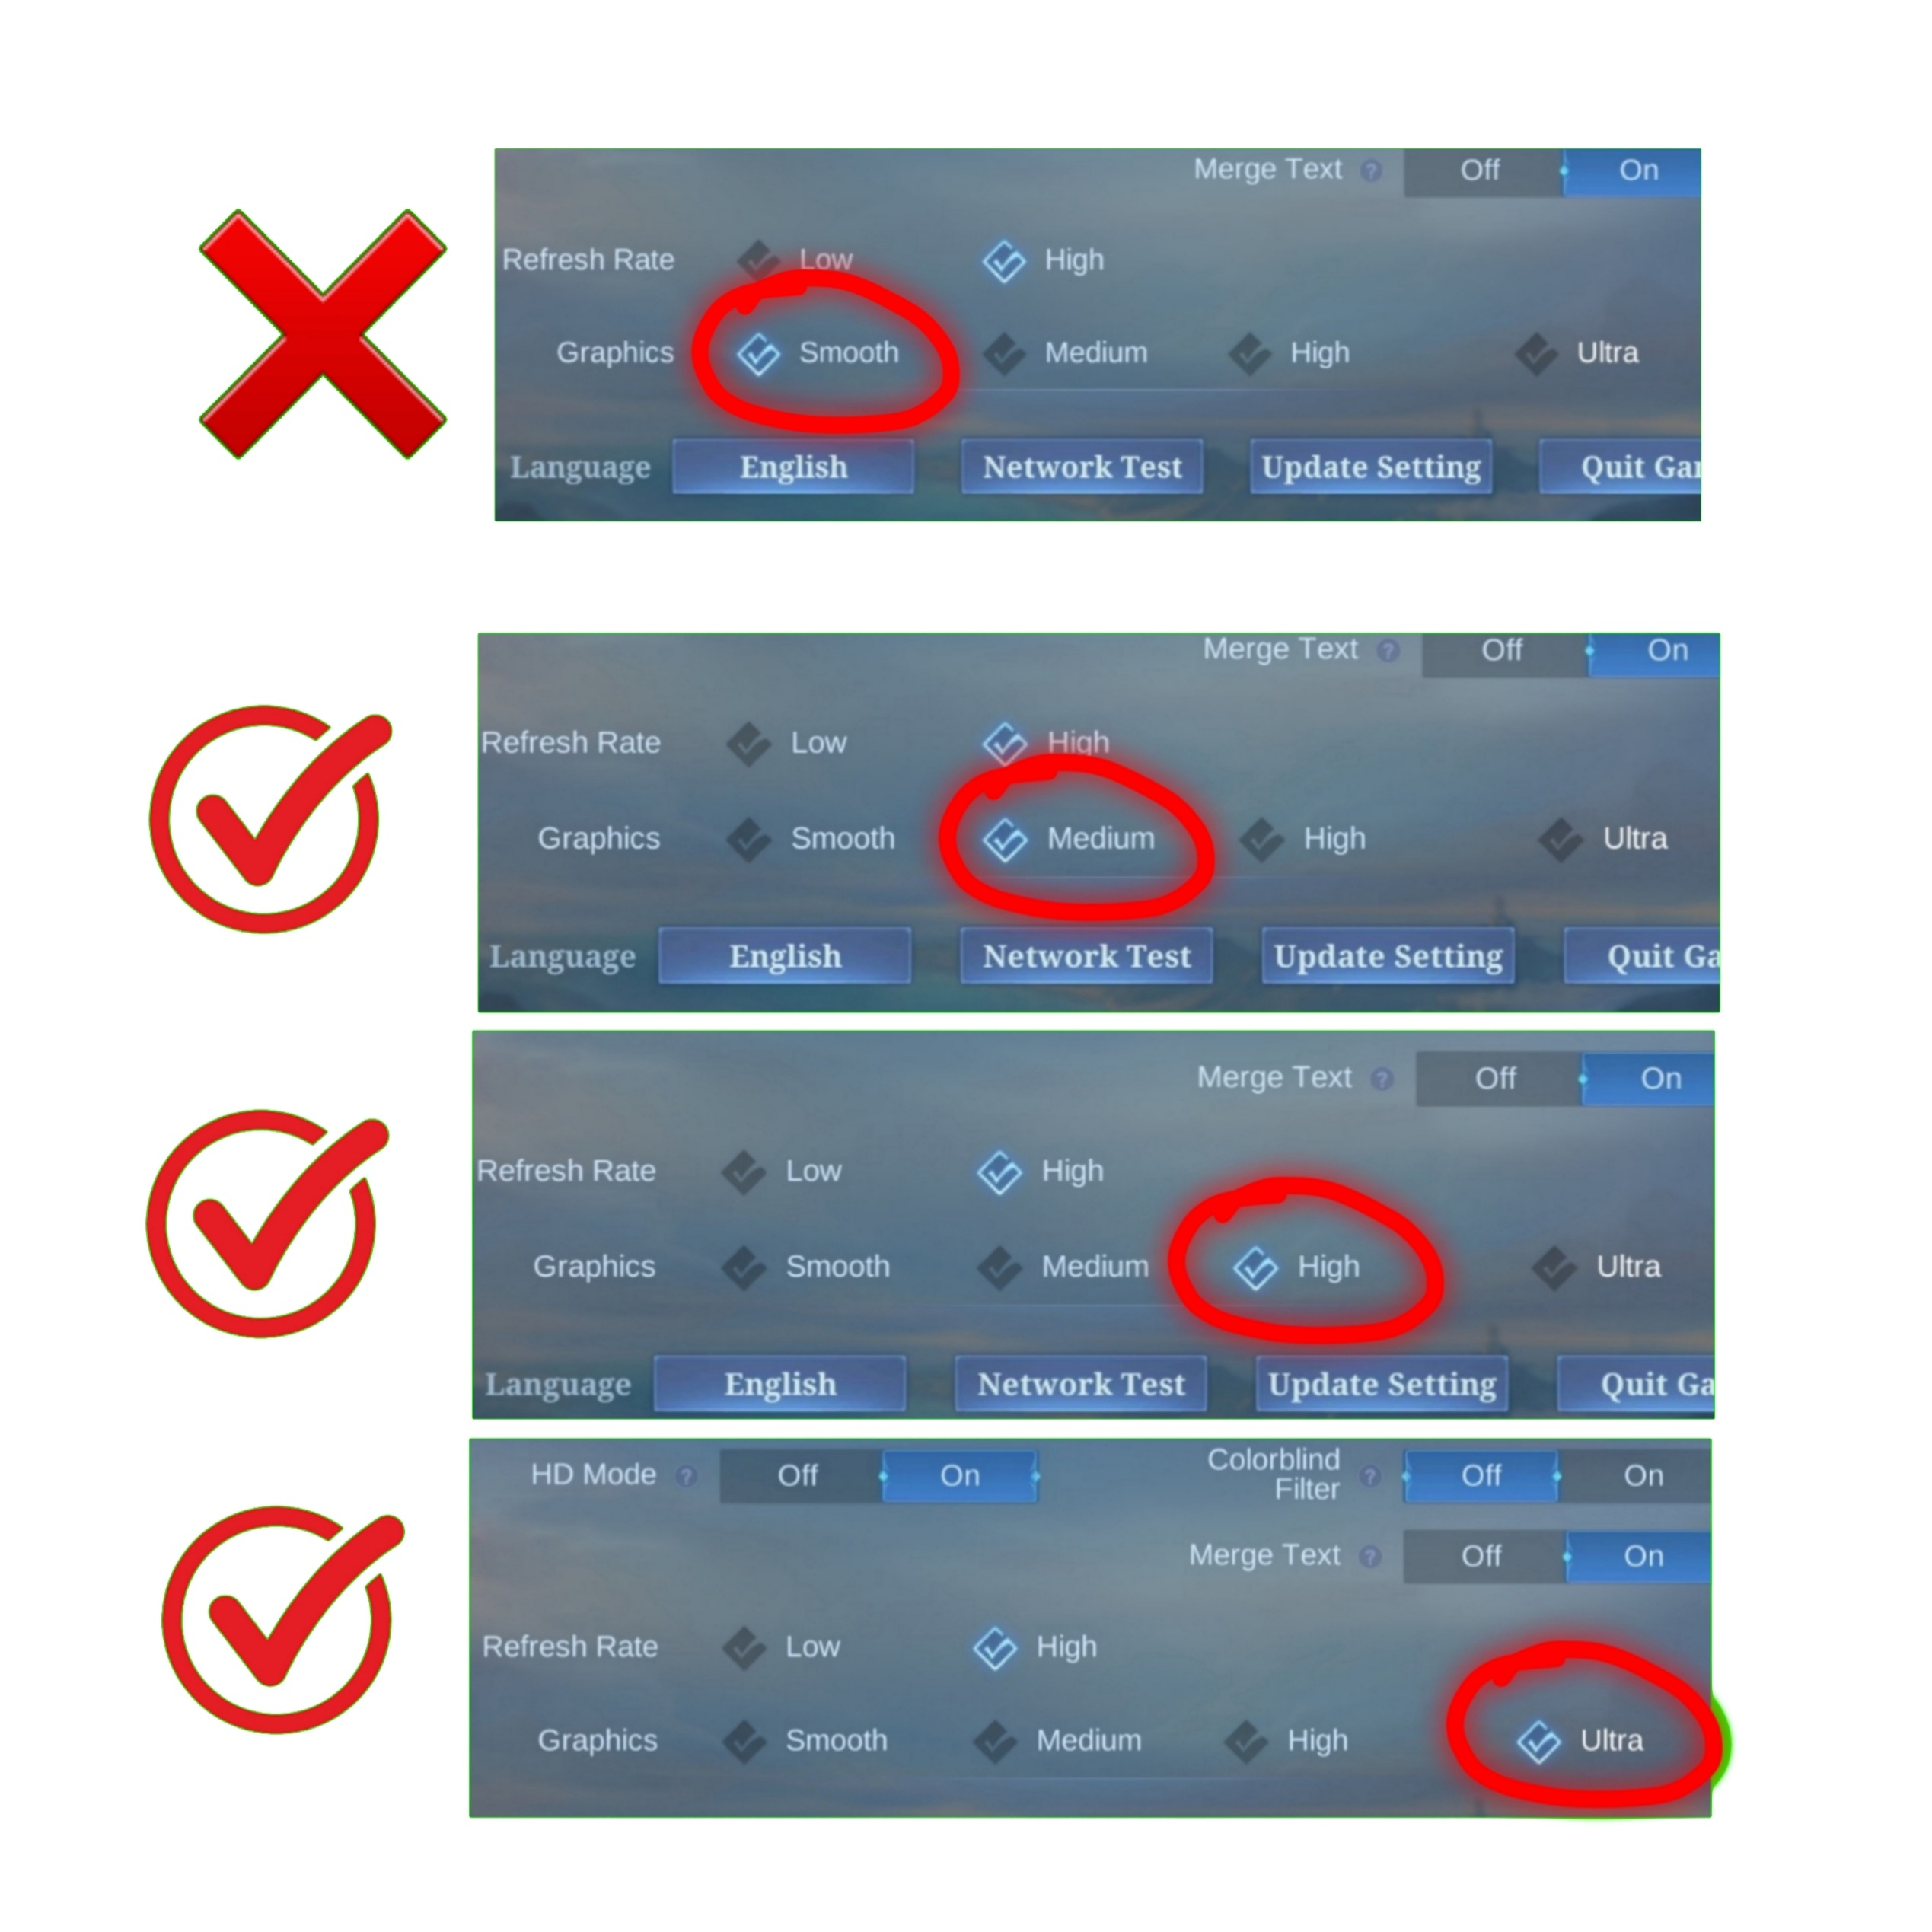 Merge Text ? Off On
Refresh Rate Low High
Graphics Smooth Medium High Ultra
Language English Network Test Update Setting Quit Gar
Merge Text ? Off On
Refresh Rate Low High
Graphics Smooth Medium High Ultra
Language English Network Test Update Setting Quit Ga
Merge Text ? Off On
Refresh Rate Low High
Graphics Smooth Medium High Ultra
Language English Network Test Update Setting Quit Ga
HD Mode ? Off On Colorblind Filter ? Off On
Merge Text ? Off On
Refresh Rate Low High
Graphics Smooth Medium High Ultra